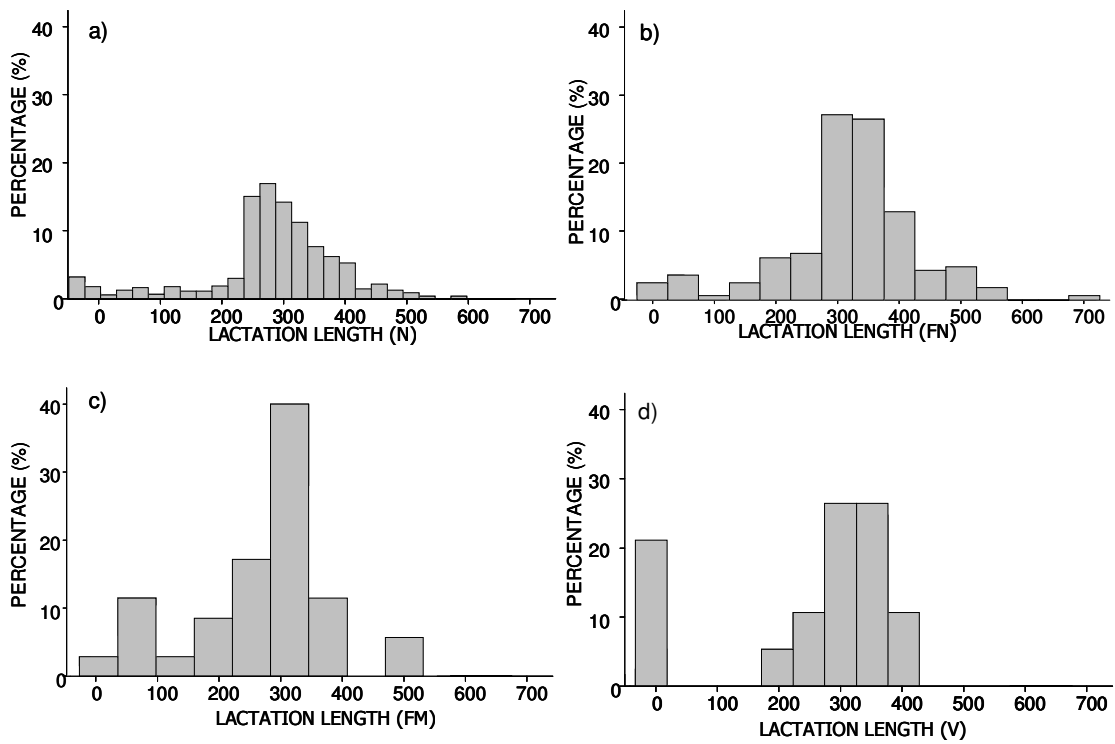 a)
PERCENTAGE (%)
40
30
20
10
0
0 100 200 300 400 500 600 700
LACTATION LENGTH (N)
b)
PERCENTAGE (%)
40
30
20
10
0
0 100 200 300 400 500 600 700
LACTATION LENGTH (FN)
c)
PERCENTAGE (%)
40
30
20
10
0
0 100 200 300 400 500 600 700
LACTATION LENGTH (FM)
d)
PERCENTAGE (%)
40
30
20
10
0
0 100 200 300 400 500 600 700
LACTATION LENGTH (V)